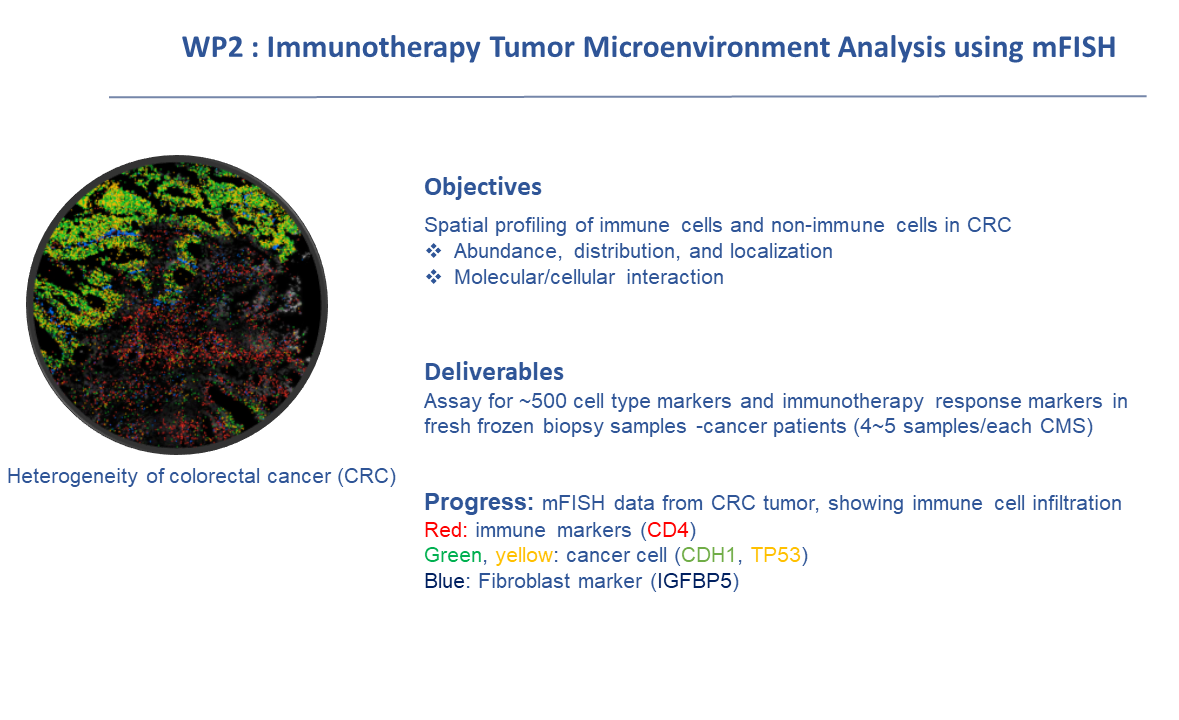 WP2 : Immunotherapy Tumor Microenvironment Analysis using mFISH
Objectives
Spatial profiling of immune cells and non-immune cells in CRC
❖ Abundance, distribution, and localization
❖ Molecular/cellular interaction
Deliverables
Assay for ~500 cell type markers and immunotherapy response markers in
fresh frozen biopsy samples -cancer patients (4~5 samples/each CMS)
Heterogeneity of colorectal cancer (CRC)
Progress: mFISH data from CRC tumor, showing immune cell infiltration
Red: immune markers (CD4)
Green, yellow: cancer cell (CDH1, TP53)
Blue: Fibroblast marker (IGFBP5)